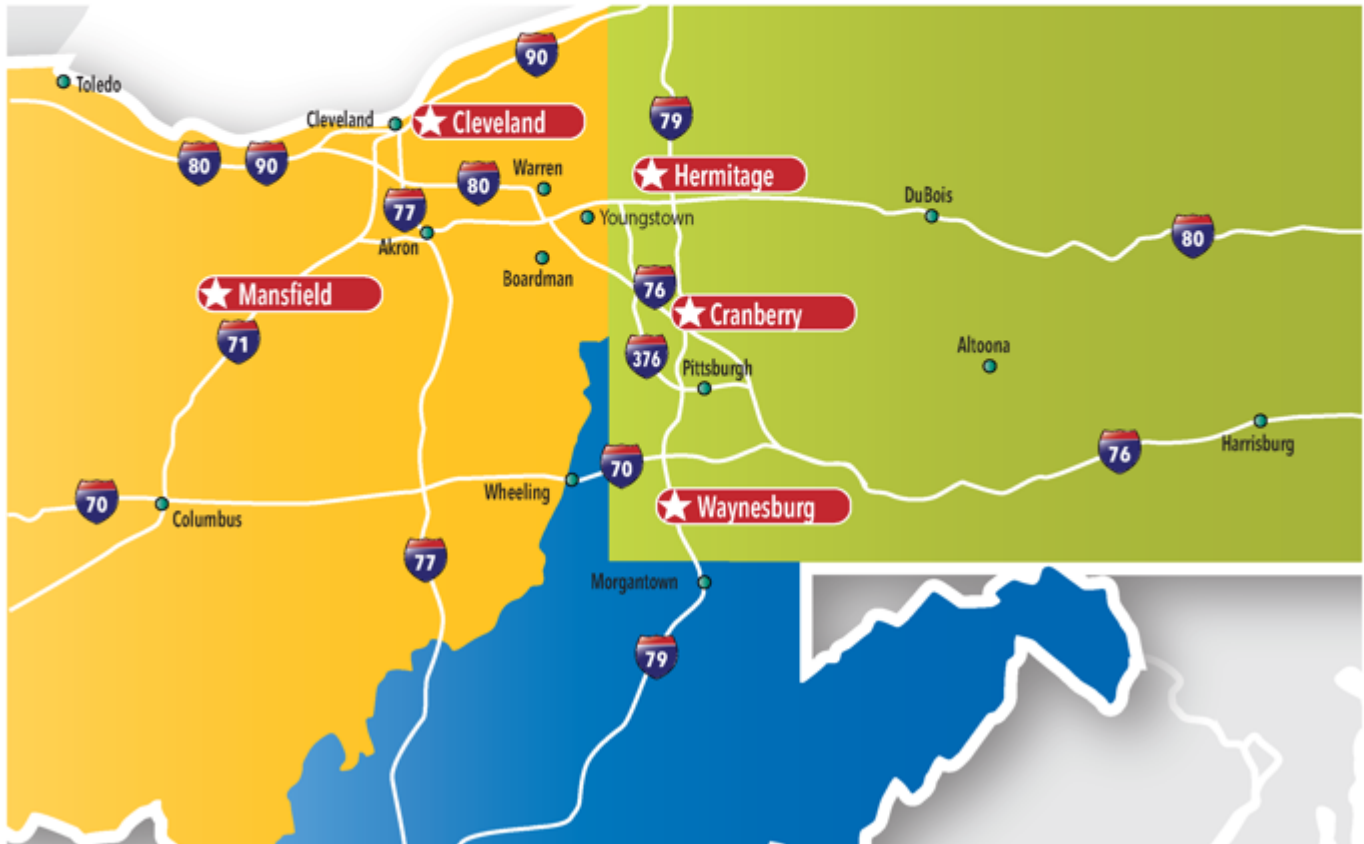 90
Toledo
79
Cleveland
Cleveland
80
90
Warren
Hermitage
80
DuBois
77
Youngstown
80
Akron
Boardman
76
Mansfield
Cranberry
71
376
Altoona
Pittsburgh
Harrisburg
76
70
Wheeling
70
Waynesburg
Columbus
77
Morgantown
79